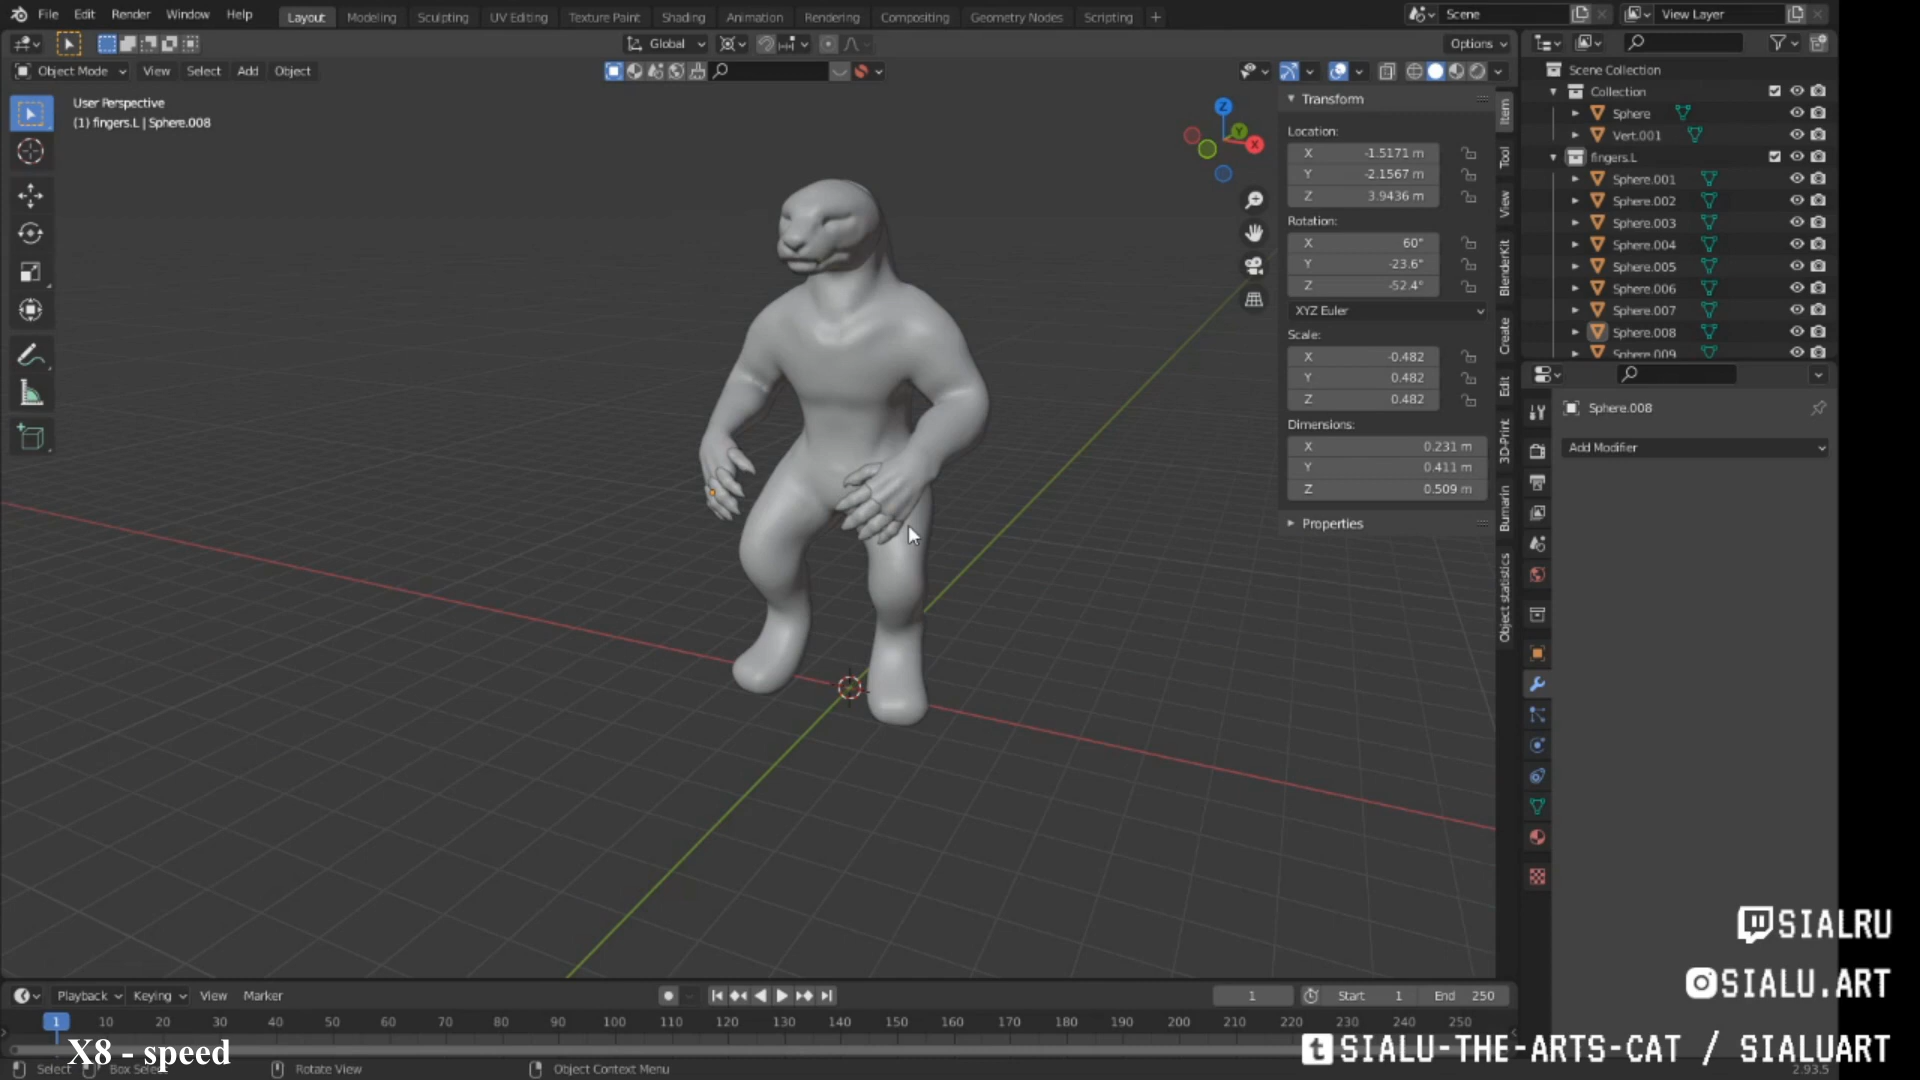 File Edit Render Window Help Layout Modeling Sculpting UV Editing Texture Paint Shading Animation Rendering Compositing Geometry Nodes Scripting + Scene View Layer
Global Options
Object Mode View Select Add Object
User Perspective
(1) fingers.L | Sphere.008
Transform
Location:
X -1.5171 m
Y -2.1567 m
Z 3.9436 m
Rotation:
X 60°
Y -23.6°
Z -52.4°
XYZ Euler
Scale:
X -0.482
Y 0.482
Z 0.482
Dimensions:
X 0.231 m
Y 0.411 m
Z 0.509 m
Properties
Item
Tool
View
BlenderKit
Create
Edit
3D-Print
Bumarin
Object statistics
Z
Y
X
Scene Collection
Collection
Sphere
Vert.001
fingers.L
Sphere.001
Sphere.002
Sphere.003
Sphere.004
Sphere.005
Sphere.006
Sphere.007
Sphere.008
Sphere.009
Sphere.008
Add Modifier
SIALRU
SIALU.ART
SIALU-THE-ARTS-CAT / SIALUART
Playback Keying View Marker 1 Start 1 End 250
1 10 20 30 40 50 60 70 80 90 100 110 120 130 140 150 160 170 180 190 200 210 220 230 240 250
X8 - speed
Select Box Select Rotate View Object Context Menu 2.93.5